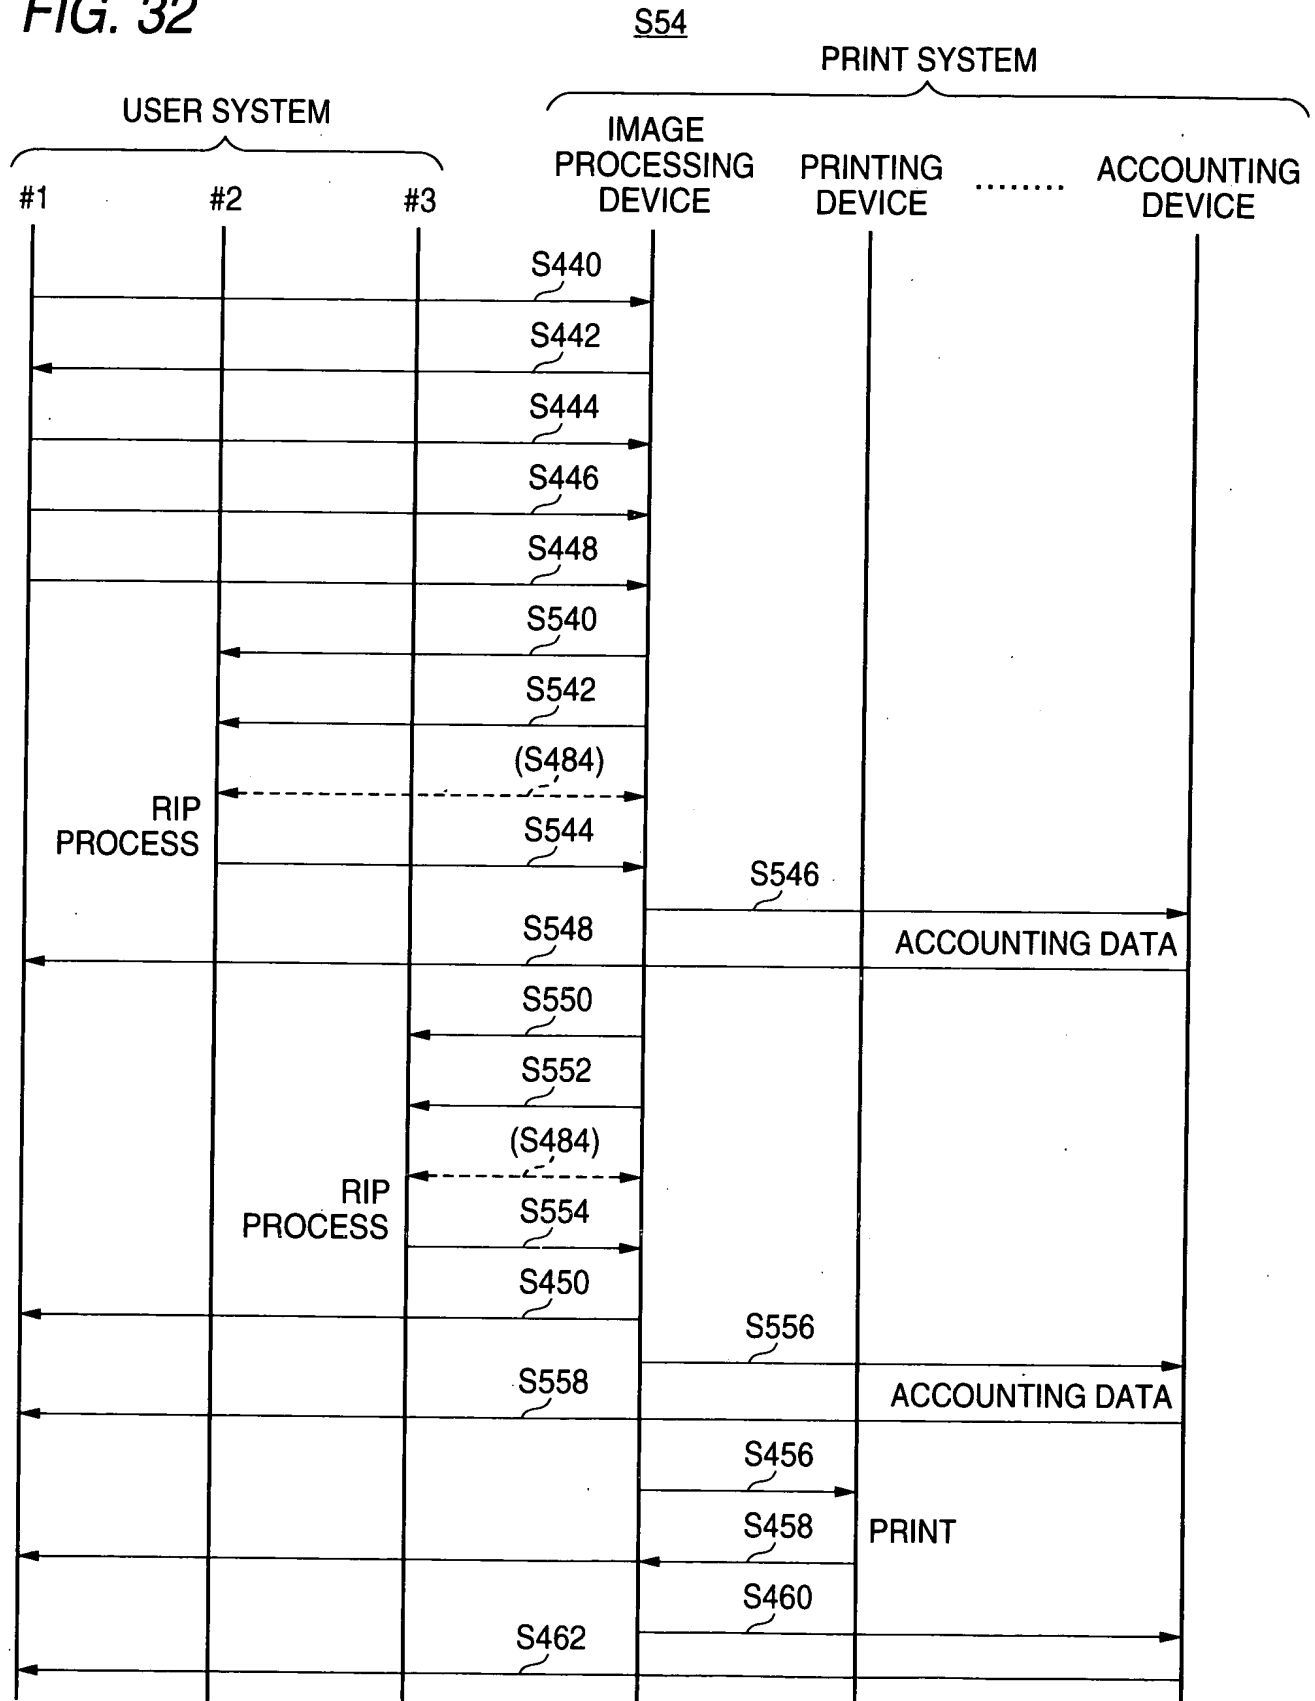 FIG. 32
S54
PRINT SYSTEM
USER SYSTEM
#1
#2
#3
IMAGE
PROCESSING
DEVICE
PRINTING
DEVICE
........
ACCOUNTING
DEVICE
S440
S442
S444
S446
S448
S540
S542
(S484)
RIP
PROCESS
S544
S546
S548
ACCOUNTING DATA
S550
S552
(S484)
RIP
PROCESS
S554
S450
S556
S558
ACCOUNTING DATA
S456
S458
PRINT
S460
S462